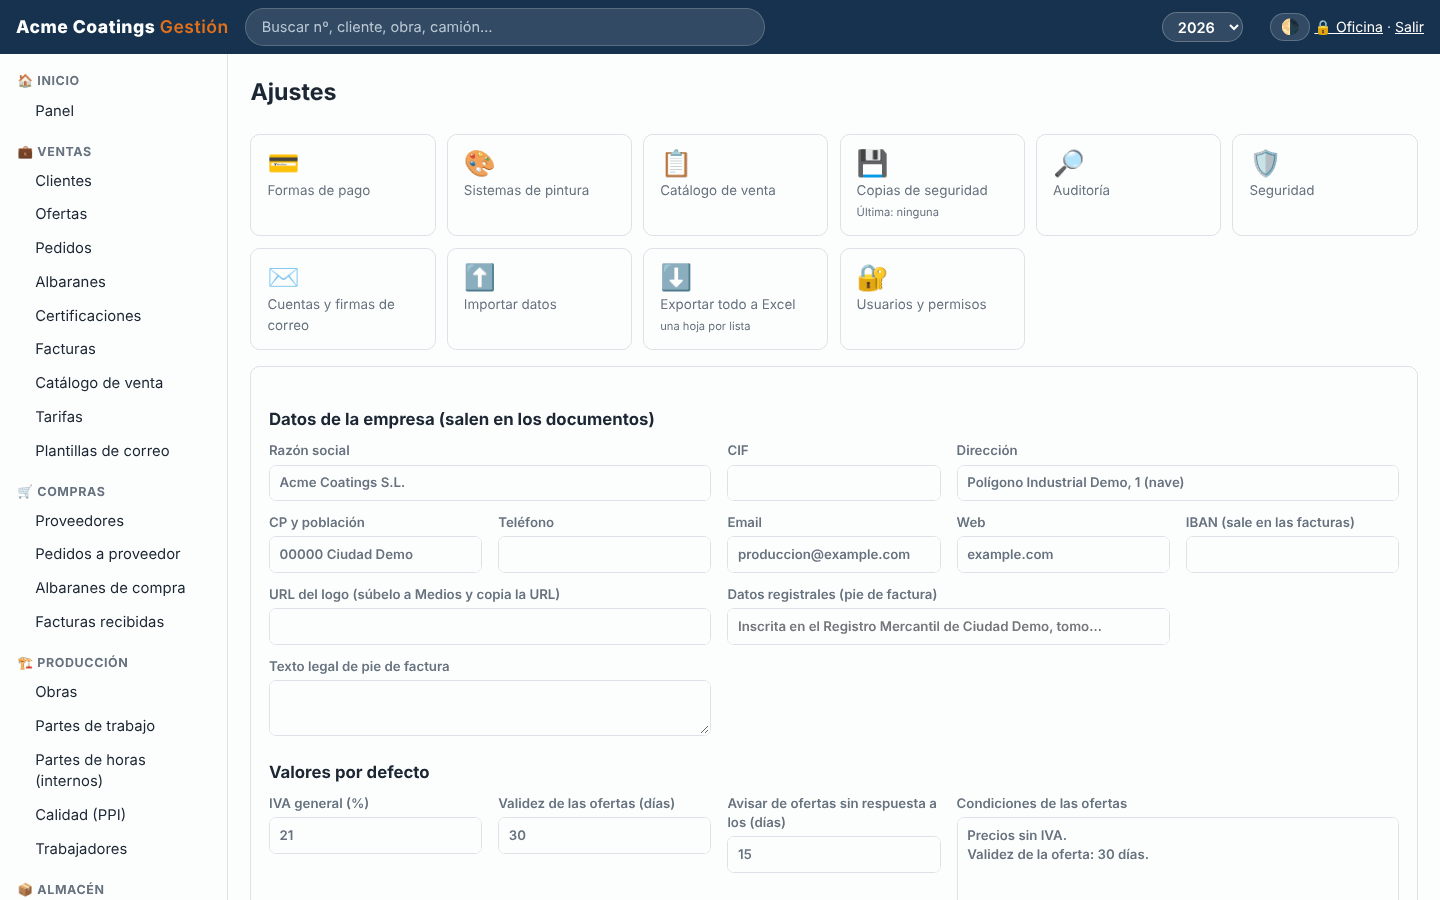 Acme Coatings Gestión
Buscar nº, cliente, obra, camión...
2026
Oficina · Salir
INICIO
Panel
VENTAS
Clientes
Ofertas
Pedidos
Albaranes
Certificaciones
Facturas
Catálogo de venta
Tarifas
Plantillas de correo
COMPRAS
Proveedores
Pedidos a proveedor
Albaranes de compra
Facturas recibidas
PRODUCCIÓN
Obras
Partes de trabajo
Partes de horas
(internos)
Calidad (PPI)
Trabajadores
ALMACÉN
Ajustes
Formas de pago
Sistemas de pintura
Catálogo de venta
Copias de seguridad
Última: ninguna
Auditoría
Seguridad
Cuentas y firmas de
correo
Importar datos
Exportar todo a Excel
una hoja por lista
Usuarios y permisos
Datos de la empresa (salen en los documentos)
Razón social
Acme Coatings S.L.
CIF
Dirección
Polígono Industrial Demo, 1 (nave)
CP y población
00000 Ciudad Demo
Teléfono
Email
produccion@example.com
Web
example.com
IBAN (sale en las facturas)
URL del logo (súbelo a Medios y copia la URL)
Datos registrales (pie de factura)
Inscrita en el Registro Mercantil de Ciudad Demo, tomo...
Texto legal de pie de factura
Valores por defecto
IVA general (%)
21
Validez de las ofertas (días)
30
Avisar de ofertas sin respuesta a
los (días)
15
Condiciones de las ofertas
Precios sin IVA.
Validez de la oferta: 30 días.